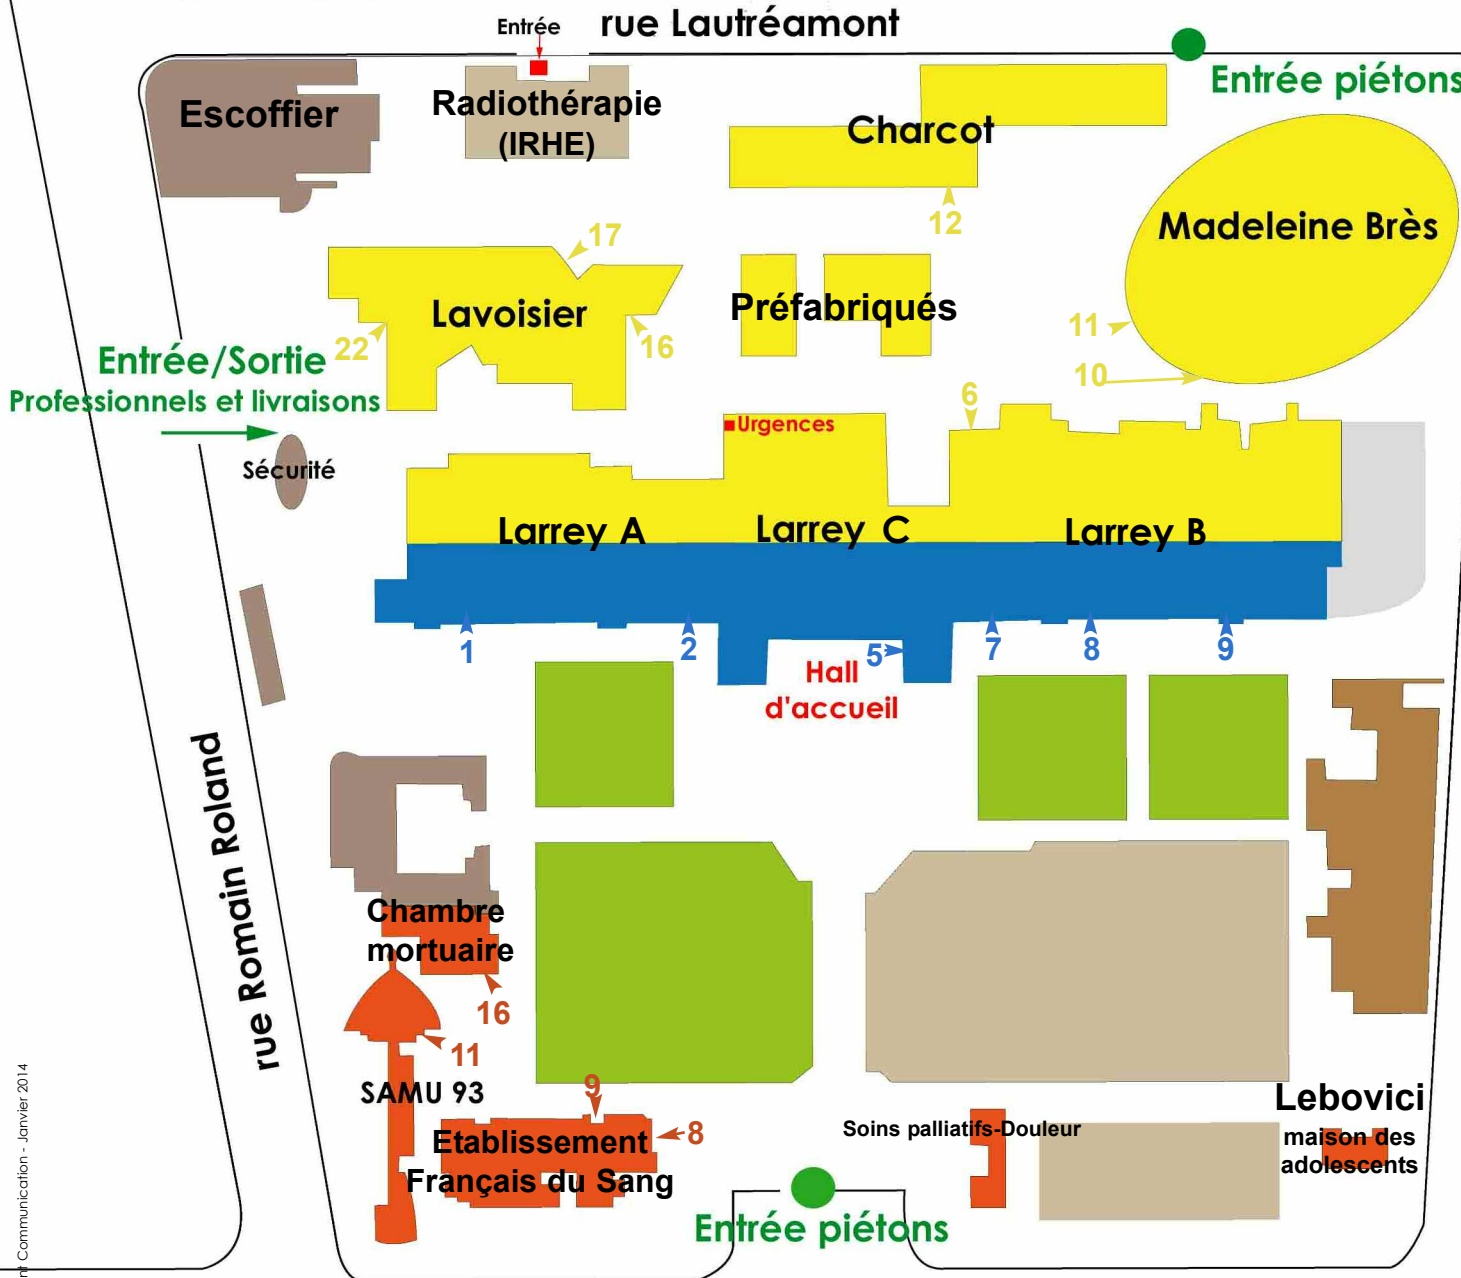 rue Lautréamont
Entrée
Entrée piétons
Escoffier
Radiothérapie
(IRHE)
Charcot
Madeleine Brès
12
17
Lavoisier
Préfabriqués
22
16
11
10
6
Entrée/Sortie
Professionnels et livraisons
Sécurité
Urgences
Larrey A
Larrey C
Larrey B
1
2
5
7
8
9
Hall
d'accueil
rue Romain Roland
Chambre
mortuaire
16
11
SAMU 93
9
8
Etablissement
Français du Sang
Soins palliatifs-Douleur
Lebovici
maison des
adolescents
Entrée piétons
nt Communication - Janvier 2014